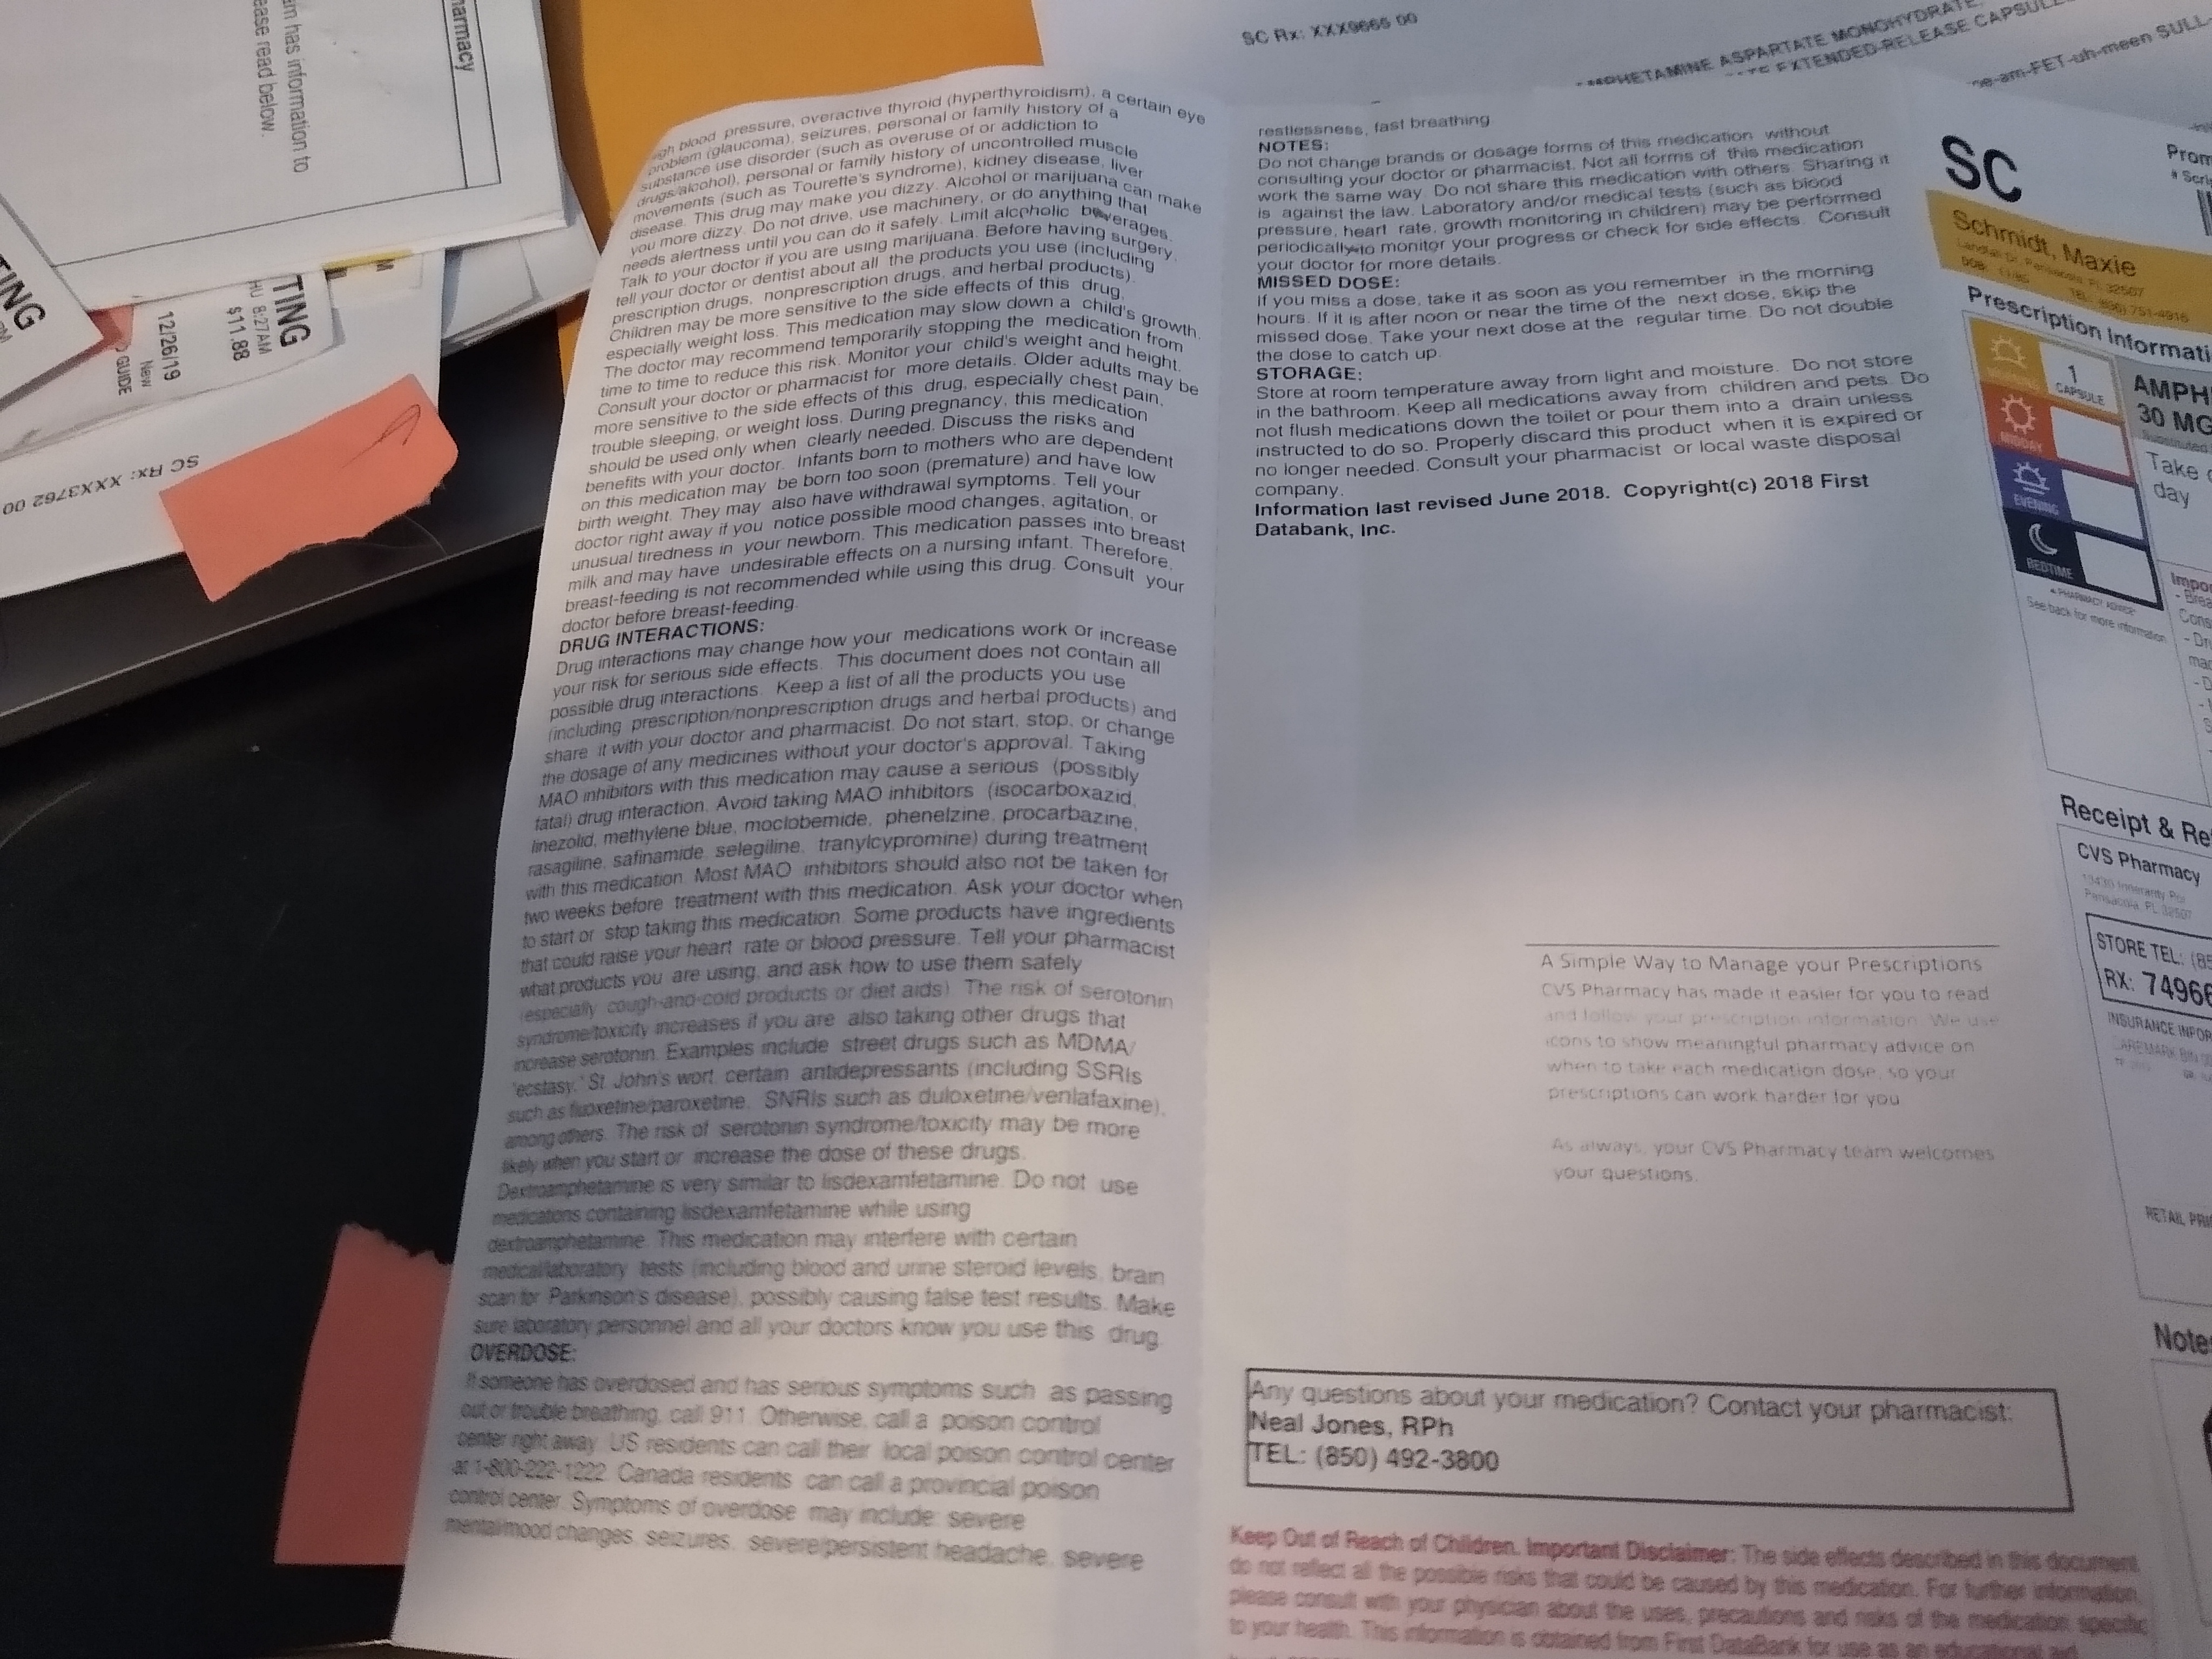 armacy
am has information to
ease read below.
TING
TING
HU 8:27AM
$11.88
12/26/19
New
GUIDE
SC Rx: XXX3762 00
SC Rx: XXX9665 00
AMPHETAMINE ASPARTATE MONOHYDRATE,
EXTENDED-RELEASE CAPSUL
ne-am-FET-uh-meen SULL-
blood pressure, overactive thyroid (hyperthyroidism), a certain eye
problem (glaucoma), seizures, personal or family history of a
substance use disorder (such as overuse of or addiction to
drugs/alcohol), personal or family history of uncontrolled muscle
movements (such as Tourette's syndrome), kidney disease, liver
disease. This drug may make you dizzy. Alcohol or marijuana can make
you more dizzy. Do not drive, use machinery, or do anything that
needs alertness until you can do it safely. Limit alcoholic beverages.
Talk to your doctor if you are using marijuana. Before having surgery,
tell your doctor or dentist about all the products you use (including
prescription drugs, nonprescription drugs, and herbal products).
Children may be more sensitive to the side effects of this drug,
especially weight loss. This medication may slow down a child's growth.
The doctor may recommend temporarily stopping the medication from
time to time to reduce this risk. Monitor your child's weight and height.
Consult your doctor or pharmacist for more details. Older adults may be
more sensitive to the side effects of this drug, especially chest pain,
trouble sleeping, or weight loss. During pregnancy, this medication
should be used only when clearly needed. Discuss the risks and
benefits with your doctor. Infants born to mothers who are dependent
on this medication may be born too soon (premature) and have low
birth weight. They may also have withdrawal symptoms. Tell your
doctor right away if you notice possible mood changes, agitation, or
unusual tiredness in your newborn. This medication passes into breast
milk and may have undesirable effects on a nursing infant. Therefore,
breast-feeding is not recommended while using this drug. Consult your
doctor before breast-feeding.
DRUG INTERACTIONS:
Drug interactions may change how your medications work or increase
your risk for serious side effects. This document does not contain all
possible drug interactions. Keep a list of all the products you use
(including prescription/nonprescription drugs and herbal products) and
share it with your doctor and pharmacist. Do not start, stop, or change
the dosage of any medicines without your doctor's approval. Taking
MAO inhibitors with this medication may cause a serious (possibly
fatal) drug interaction. Avoid taking MAO inhibitors (isocarboxazid,
linezolid, methylene blue, moclobemide, phenelzine, procarbazine,
rasagiline, safinamide, selegiline, tranylcypromine) during treatment
with this medication. Most MAO inhibitors should also not be taken for
two weeks before treatment with this medication. Ask your doctor when
to start or stop taking this medication. Some products have ingredients
that could raise your heart rate or blood pressure. Tell your pharmacist
what products you are using, and ask how to use them safely
(especially cough-and-cold products or diet aids). The risk of serotonin
syndrome/toxicity increases if you are also taking other drugs that
increase serotonin. Examples include street drugs such as MDMA/
"ecstasy," St. John's wort, certain antidepressants (including SSRIs
such as fluoxetine/paroxetine, SNRIs such as duloxetine/venlafaxine),
among others. The risk of serotonin syndrome/toxicity may be more
likely when you start or increase the dose of these drugs.
Dextroamphetamine is very similar to lisdexamfetamine. Do not use
medications containing lisdexamfetamine while using
dextroamphetamine. This medication may interfere with certain
medical/laboratory tests (including blood and urine steroid levels, brain
scan for Parkinson's disease), possibly causing false test results. Make
sure laboratory personnel and all your doctors know you use this drug.
OVERDOSE:
If someone has overdosed and has serious symptoms such as passing
out or trouble breathing, call 911. Otherwise, call a poison control
center right away. US residents can call their local poison control center
at 1-800-222-1222. Canada residents can call a provincial poison
control center. Symptoms of overdose may include: severe
mental/mood changes, seizures, severe/persistent headache, severe
restlessness, fast breathing
NOTES:
Do not change brands or dosage forms of this medication without
consulting your doctor or pharmacist. Not all forms of this medication
work the same way. Do not share this medication with others. Sharing it
is against the law. Laboratory and/or medical tests (such as blood
pressure, heart rate, growth monitoring in children) may be performed
periodically to monitor your progress or check for side effects. Consult
your doctor for more details.
MISSED DOSE:
If you miss a dose, take it as soon as you remember in the morning
hours. If it is after noon or near the time of the next dose, skip the
missed dose. Take your next dose at the regular time. Do not double
the dose to catch up.
STORAGE:
Store at room temperature away from light and moisture. Do not store
in the bathroom. Keep all medications away from children and pets. Do
not flush medications down the toilet or pour them into a drain unless
instructed to do so. Properly discard this product when it is expired or
no longer needed. Consult your pharmacist or local waste disposal
company.
Information last revised June 2018. Copyright(c) 2018 First
Databank, Inc.
A Simple Way to Manage your Prescriptions
CVS Pharmacy has made it easier for you to read
and follow your prescription information. We use
icons to show meaningful pharmacy advice on
when to take each medication dose, so your
prescriptions can work harder for you.
As always, your CVS Pharmacy team welcomes
your questions.
Any questions about your medication? Contact your pharmacist:
Neal Jones, RPh
TEL: (850) 492-3800
Keep Out of Reach of Children. Important Disclaimer: The side effects described in this document
do not reflect all the possible risks that could be caused by this medication. For further information,
please consult with your physician about the uses, precautions and risks of the medication specific
to your health. This information is obtained from First DataBank for use as an educational aid
SC
Prom
# Scri
Schmidt, Maxie
Pensacola, FL 32507
Prescription Informati
1
CAPSULE
MIDDAY
EVENING
BEDTIME
PHARMACY ADVICE
See back for more information
AMPH
30 MG
Take
day
Impor
- Brea
Cons
- Dr
mac
Receipt & Re
CVS Pharmacy
Pensacola, FL 32507
STORE TEL: (85
RX: 74966
INSURANCE INFOR
RETAIL PRI
Note